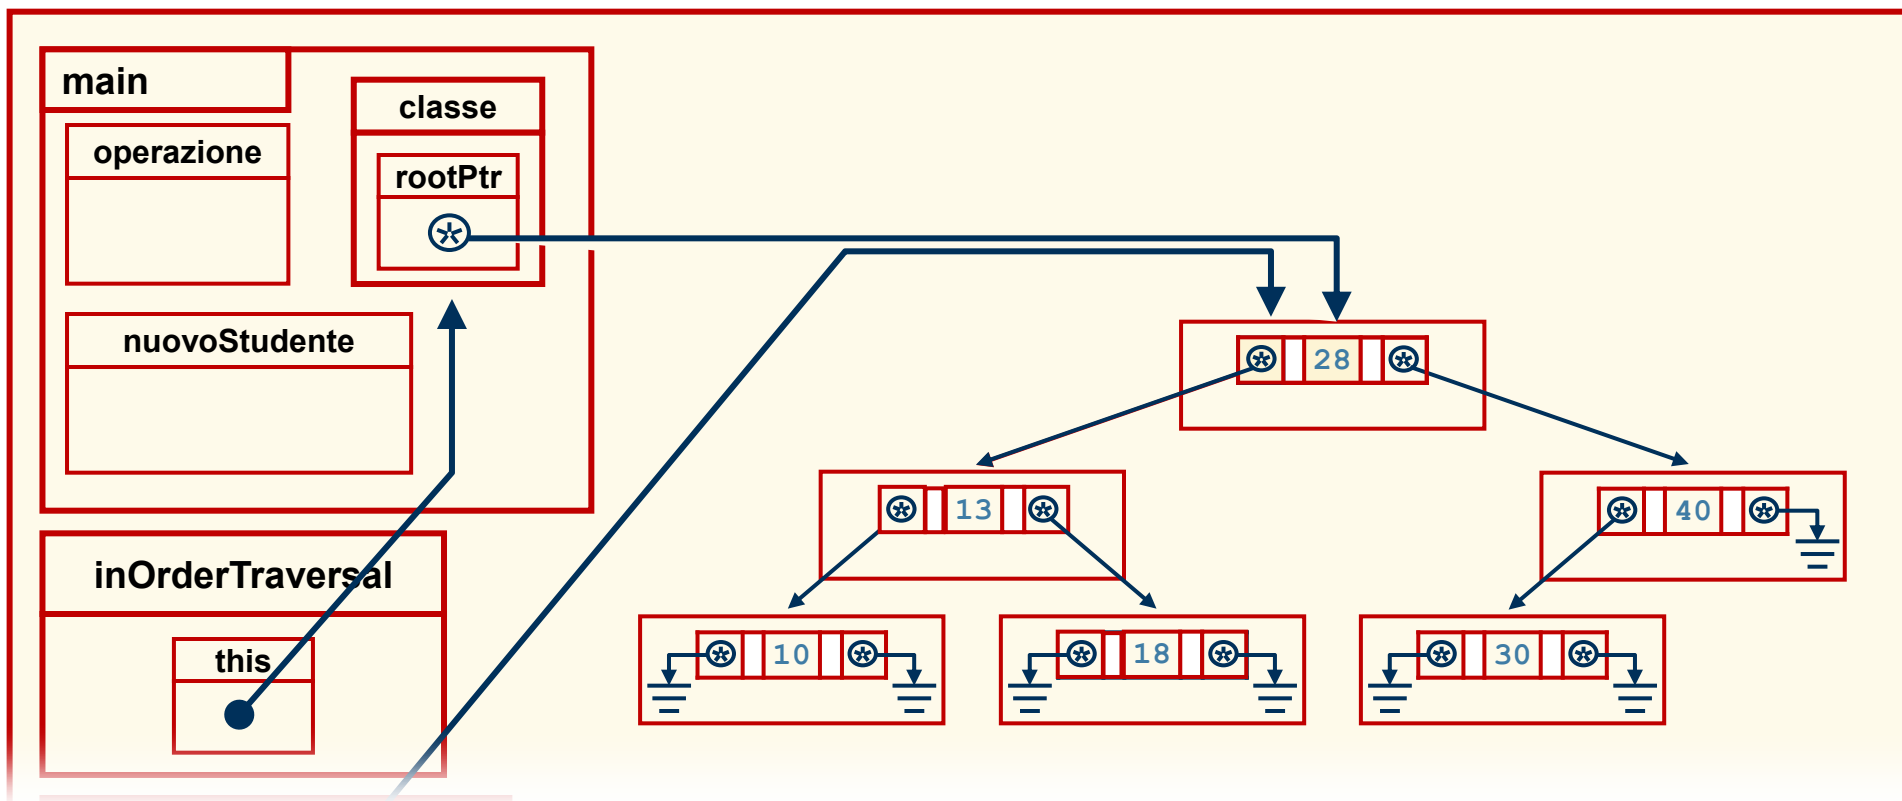 main
classe
operazione
rootPtr
nuovoStudente
28
13
40
inOrderTraversal
this
10
18
30